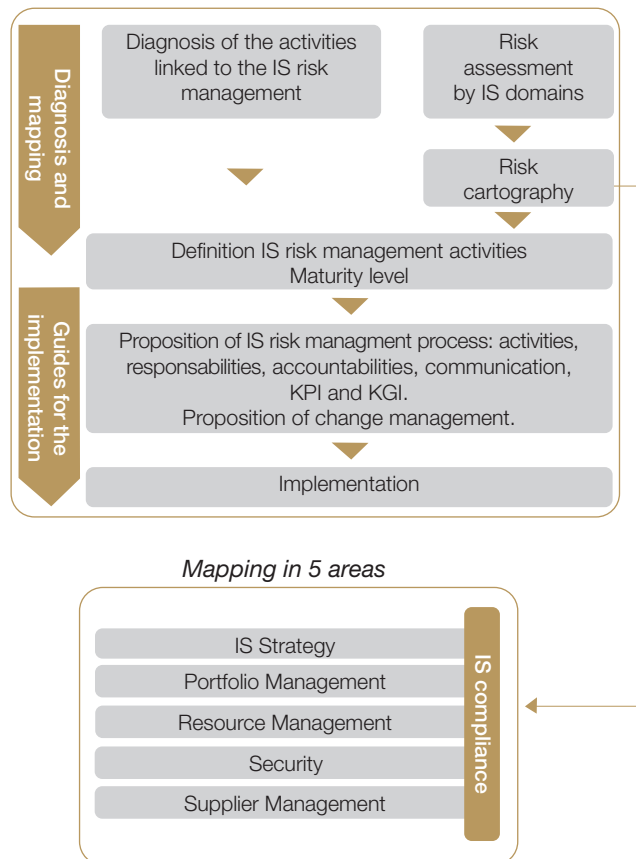 Diagnosis and
mapping
Diagnosis of the activities
linked to the IS risk
management
Risk
assessment
by IS domains
Risk
cartography
Definition IS risk management activities
Maturity level
Guides for the
implementation
Proposition of IS risk managment process: activities,
responsabilities, accountabilities, communication,
KPI and KGI.
Proposition of change management.
Implementation
Mapping in 5 areas
IS Strategy
Portfolio Management
Resource Management
Security
Supplier Management
IS compliance